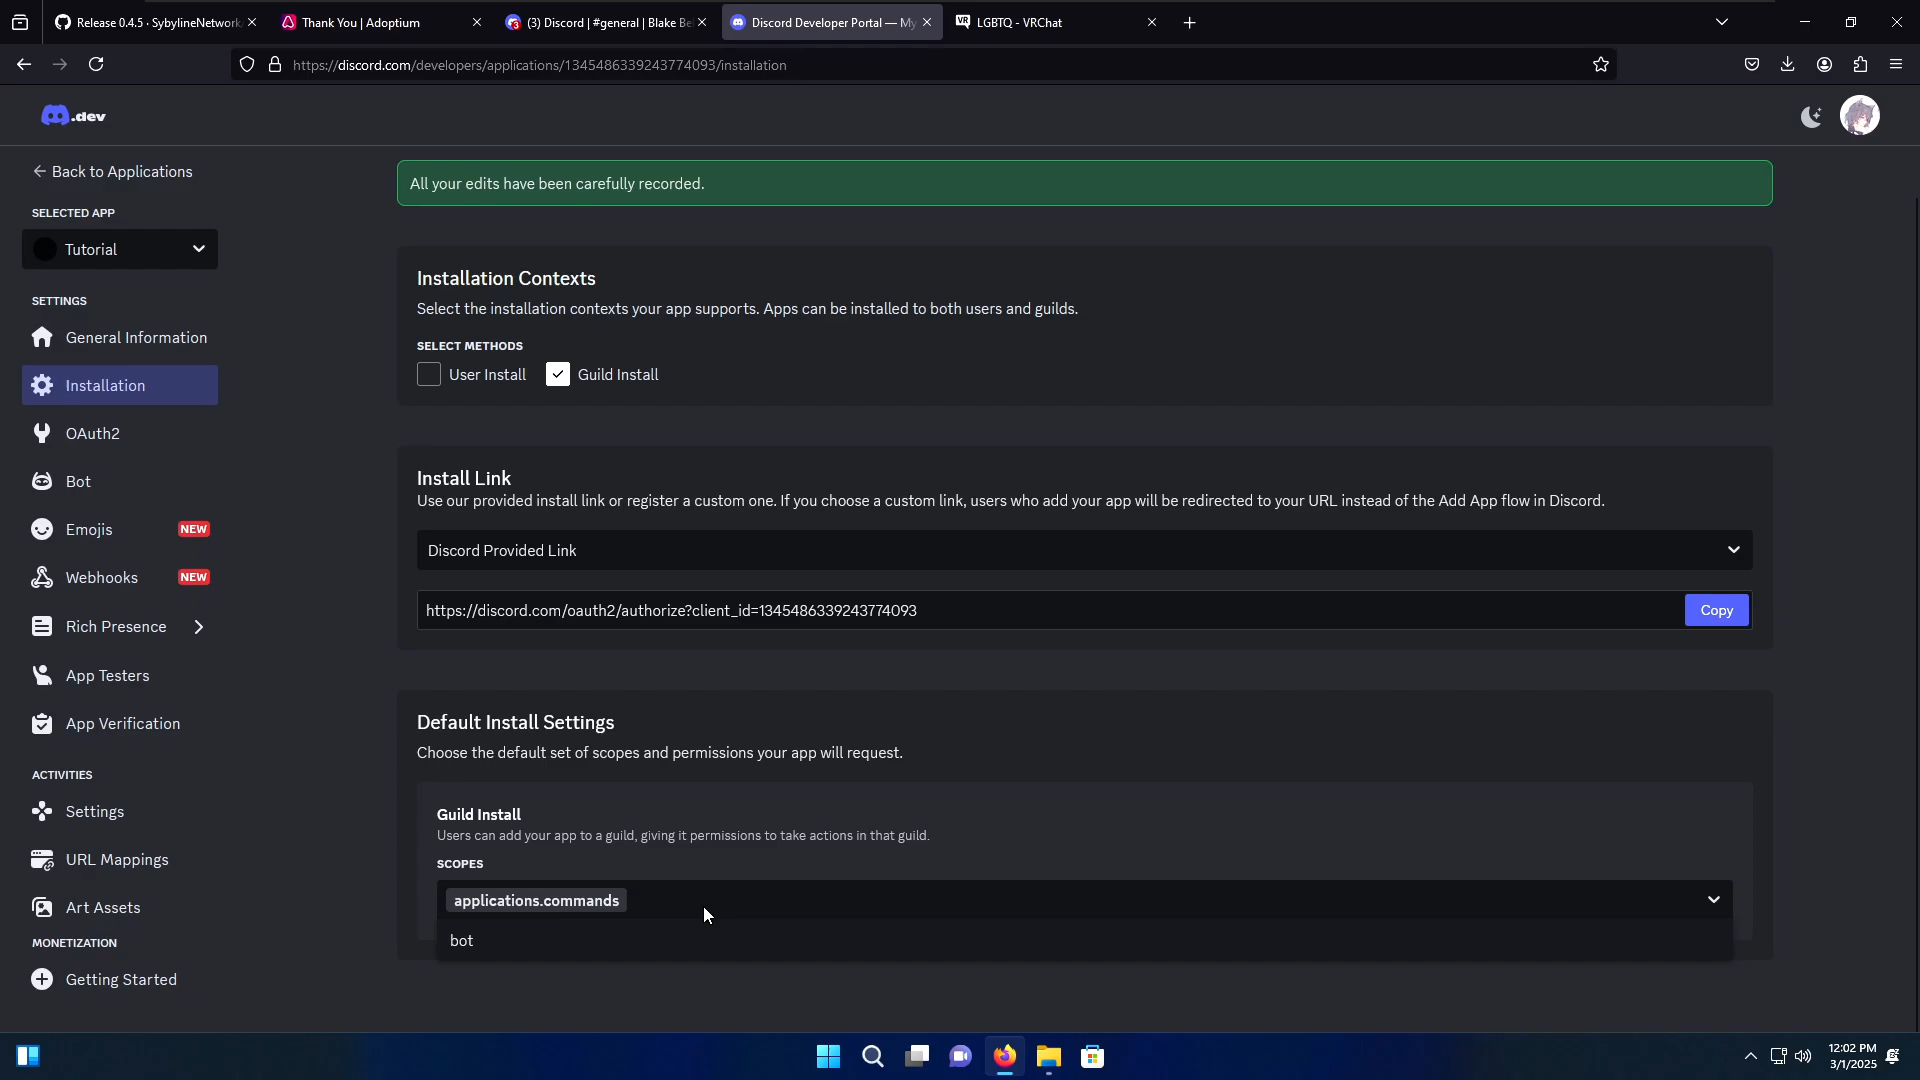 Release 0.4.5 · SybylineNetwork
Thank You | Adoptium
(3) Discord | #general | Blake Be
Discord Developer Portal — My
LGBTQ - VRChat
https://discord.com/developers/applications/1345486339243774093/installation
.dev
Back to Applications
SELECTED APP
Tutorial
SETTINGS
General Information
Installation
OAuth2
Bot
Emojis NEW
Webhooks NEW
Rich Presence
App Testers
App Verification
ACTIVITIES
Settings
URL Mappings
Art Assets
MONETIZATION
Getting Started
All your edits have been carefully recorded.
Installation Contexts
Select the installation contexts your app supports. Apps can be installed to both users and guilds.
SELECT METHODS
User Install Guild Install
Install Link
Use our provided install link or register a custom one. If you choose a custom link, users who add your app will be redirected to your URL instead of the Add App flow in Discord.
Discord Provided Link
https://discord.com/oauth2/authorize?client_id=1345486339243774093 Copy
Default Install Settings
Choose the default set of scopes and permissions your app will request.
Guild Install
Users can add your app to a guild, giving it permissions to take actions in that guild.
SCOPES
applications.commands
bot
12:02 PM
3/1/2025